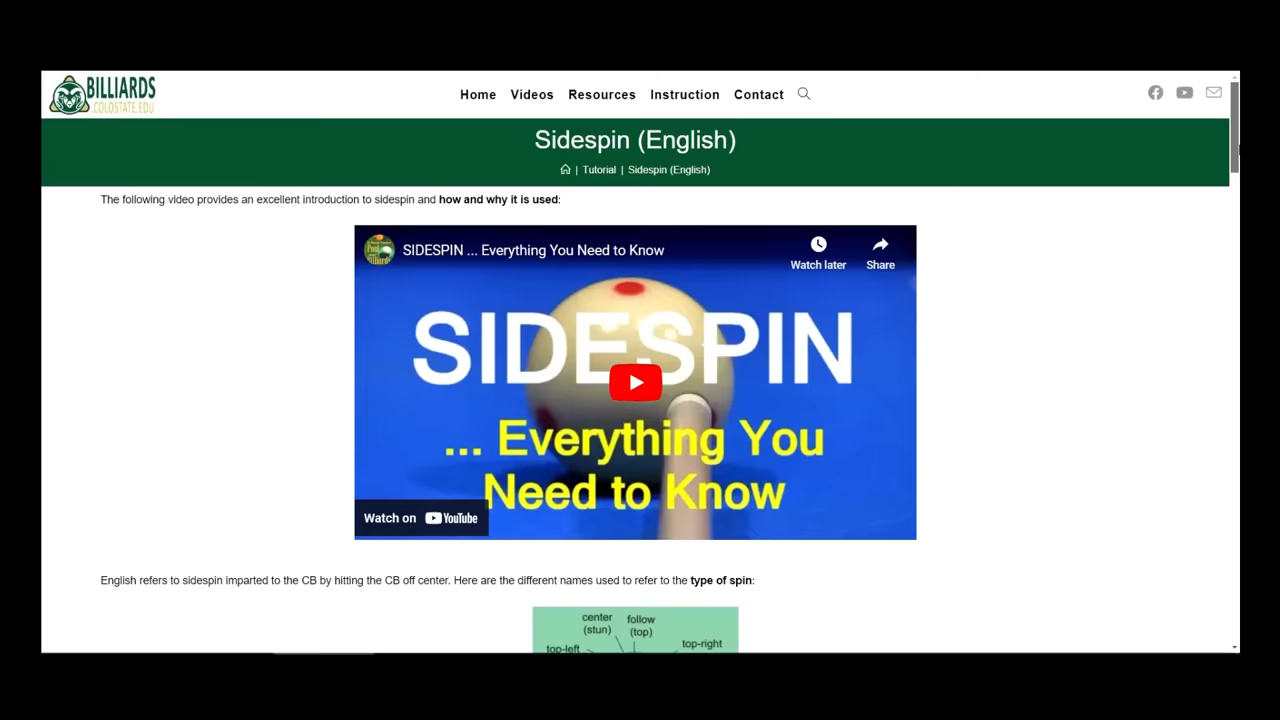 BILLIARDS
.COLOSTATE.EDU
Home Videos Resources Instruction Contact
Sidespin (English)
| Tutorial | Sidespin (English)
The following video provides an excellent introduction to sidespin and how and why it is used:
SIDESPIN ... Everything You Need to Know
Watch later Share
SIDESPIN
... Everything You
Need to Know
Watch on YouTube
English refers to sidespin imparted to the CB by hitting the CB off center. Here are the different names used to refer to the type of spin:
center follow
(stun) (top)
top-left top-right